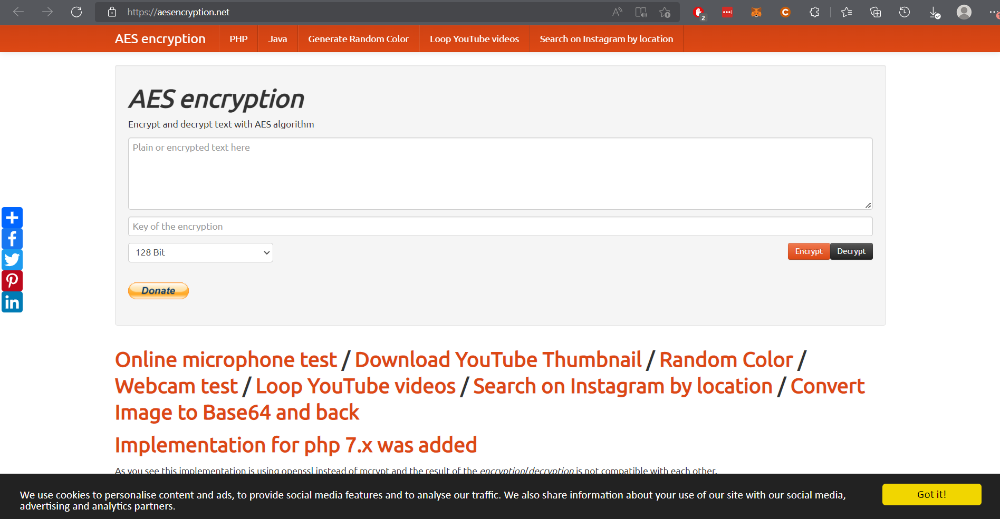 https://aesencryption.net
2
AES encryption PHP Java Generate Random Color Loop YouTube videos Search on Instagram by location
AES encryption
Encrypt and decrypt text with AES algorithm
Plain or encrypted text here
Key of the encryption
128 Bit
Encrypt Decrypt
Donate
Online microphone test / Download YouTube Thumbnail / Random Color /
Webcam test / Loop YouTube videos / Search on Instagram by location / Convert
Image to Base64 and back
Implementation for php 7.x was added
As you see this implementation is using openssl instead of mcrypt and the result of the encryption/decryption is not compatible with each other.
We use cookies to personalise content and ads, to provide social media features and to analyse our traffic. We also share information about your use of our site with our social media,
advertising and analytics partners.
Got it!